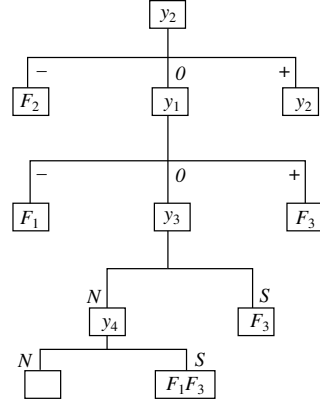 y₂
− 0 +
F₂ y₁ y₂
− 0 +
F₁ y₃ F₃
N S
y₄ F₃
N S
F₁F₃